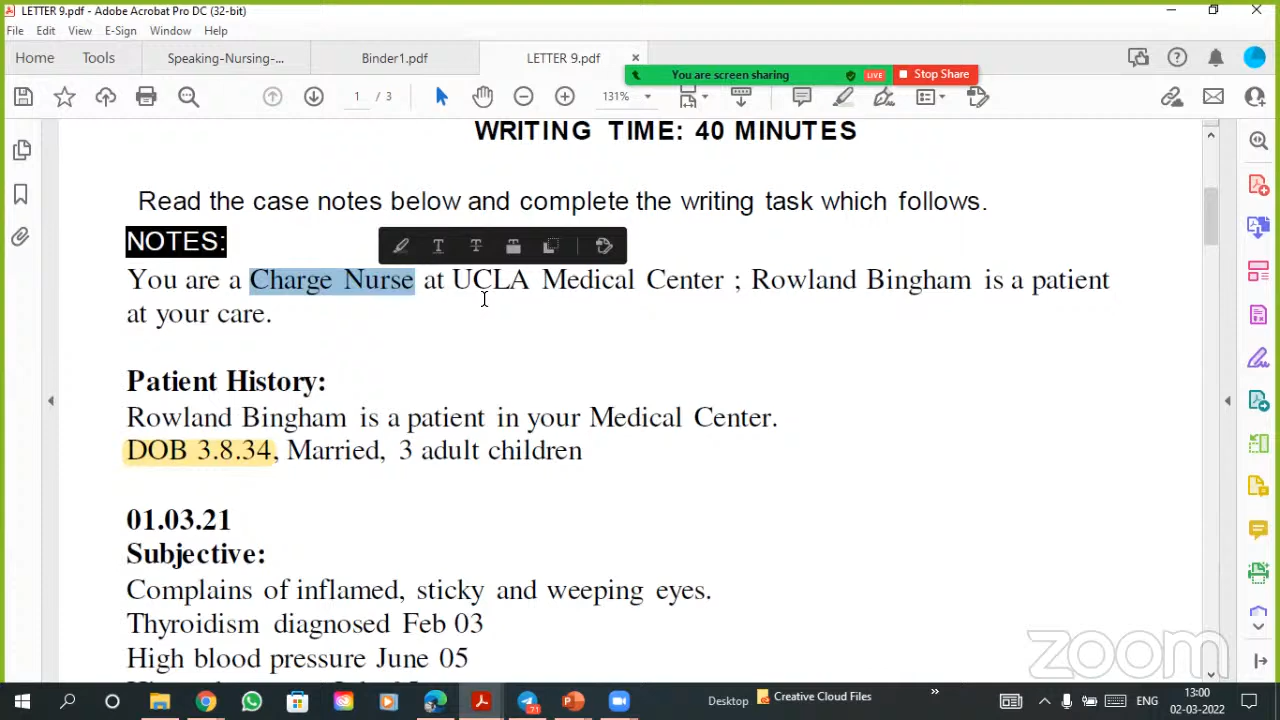 LETTER 9.pdf - Adobe Acrobat Pro DC (32-bit)
File Edit View E-Sign Window Help
Home Tools Speaking-Nursing-... Binder1.pdf LETTER 9.pdf
You are screen sharing LIVE Stop Share
1 / 3 131%
WRITING TIME: 40 MINUTES
Read the case notes below and complete the writing task which follows.
NOTES:
You are a Charge Nurse at UCLA Medical Center ; Rowland Bingham is a patient
at your care.
Patient History:
Rowland Bingham is a patient in your Medical Center.
DOB 3.8.34, Married, 3 adult children
01.03.21
Subjective:
Complains of inflamed, sticky and weeping eyes.
Thyroidism diagnosed Feb 03
High blood pressure June 05
zoom
71 Desktop Creative Cloud Files ENG 13:00
02-03-2022